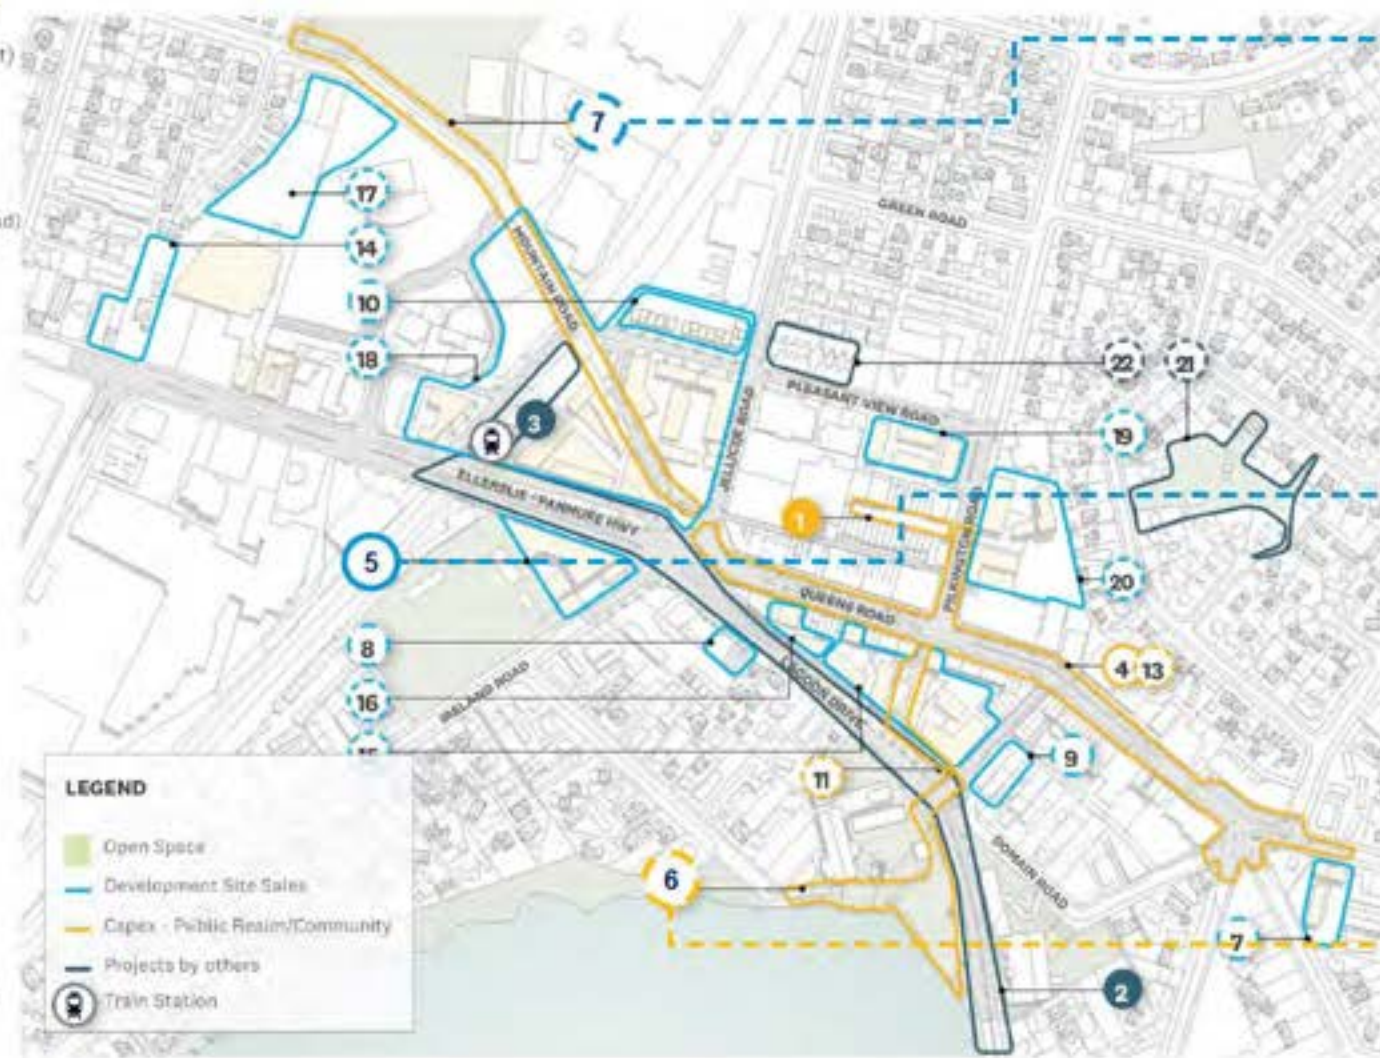 7
17
14
10
18
MOUNTAIN ROAD
GREEN ROAD
22
21
PLEASANT VIEW ROAD
19
3
JELLICOE ROAD
ELLERSLIE - PANMURE HWY
1
PILKINGTON ROAD
5
20
QUEENS ROAD
8
4
13
16
IRELAND ROAD
LAGOON DRIVE
9
11
DOMAIN ROAD
6
7
2
LEGEND
Open Space
Development Site Sales
Capex - Public Realm/Community
Projects by others
Train Station